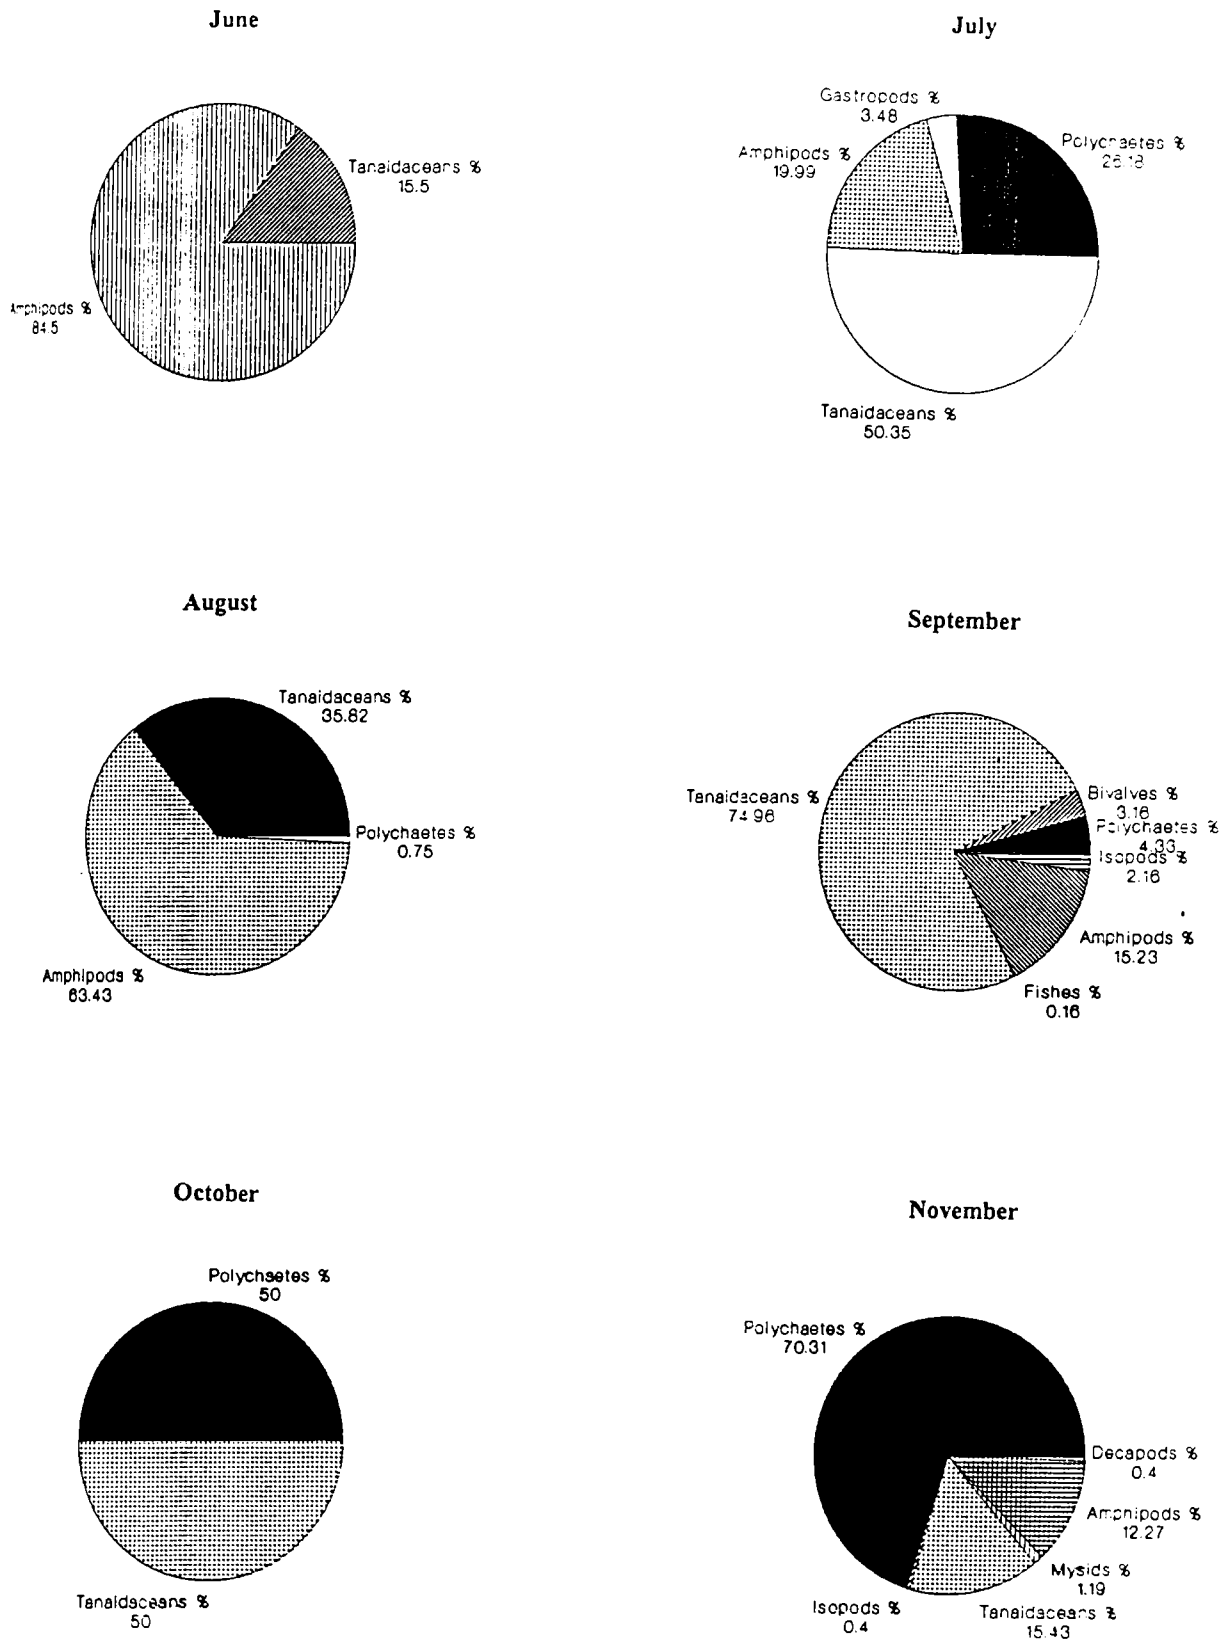 June
Tanaidaceans %
15.5
Amphipods %
84.5
July
Gastropods %
3.48
Polychaetes %
26.18
Amphipods %
19.99
Tanaidaceans %
50.35
August
Tanaidaceans %
35.82
Polychaetes %
0.75
Amphipods %
63.43
September
Tanaidaceans %
74.96
Bivalves %
3.16
Polychaetes %
4.33
Isopods %
2.16
Amphipods %
15.23
Fishes %
0.16
October
Polychaetes %
50
Tanaidaceans %
50
November
Polychaetes %
70.31
Decapods %
0.4
Amphipods %
12.27
Mysids %
1.19
Tanaidaceans %
15.43
Isopods %
0.4